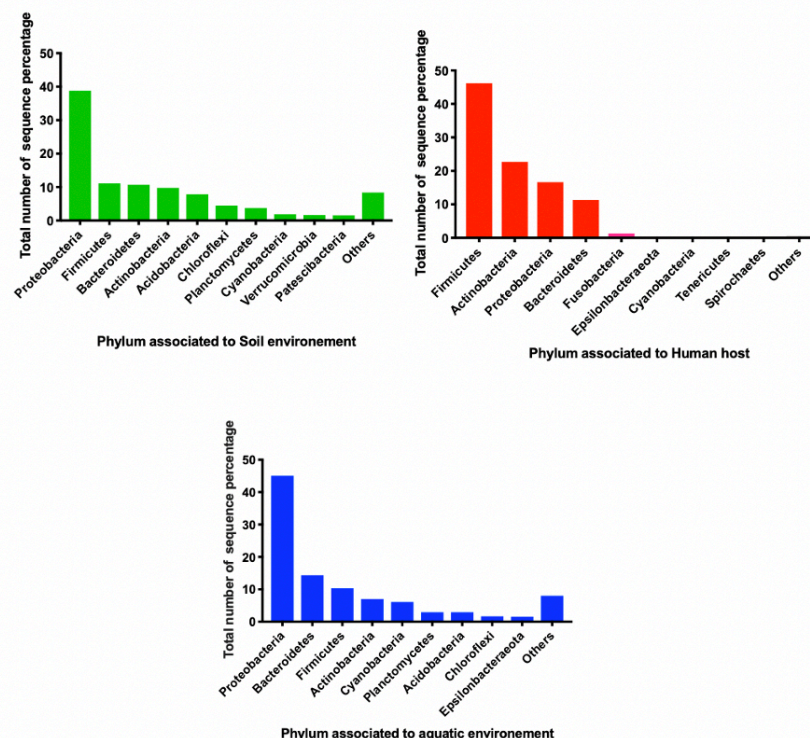 Total number of sequence percentage
50
40
30
20
10
0
Proteobacteria
Firmicutes
Bacteroidetes
Actinobacteria
Acidobacteria
Chloroflexi
Planctomycetes
Cyanobacteria
Verrucomicrobia
Patescibacteria
Others
Phylum associated to Soil environement
Total number of sequence percentage
50
40
30
20
10
0
Firmicutes
Actinobacteria
Proteobacteria
Bacteroidetes
Fusobacteria
Epsilonbacteraeota
Cyanobacteria
Tenericutes
Spirochaetes
Others
Phylum associated to Human host
Total number of sequence percentage
50
40
30
20
10
0
Proteobacteria
Bacteroidetes
Firmicutes
Actinobacteria
Cyanobacteria
Planctomycetes
Acidobacteria
Chloroflexi
Epsilonbacteraeota
Others
Phylum associated to aquatic environement